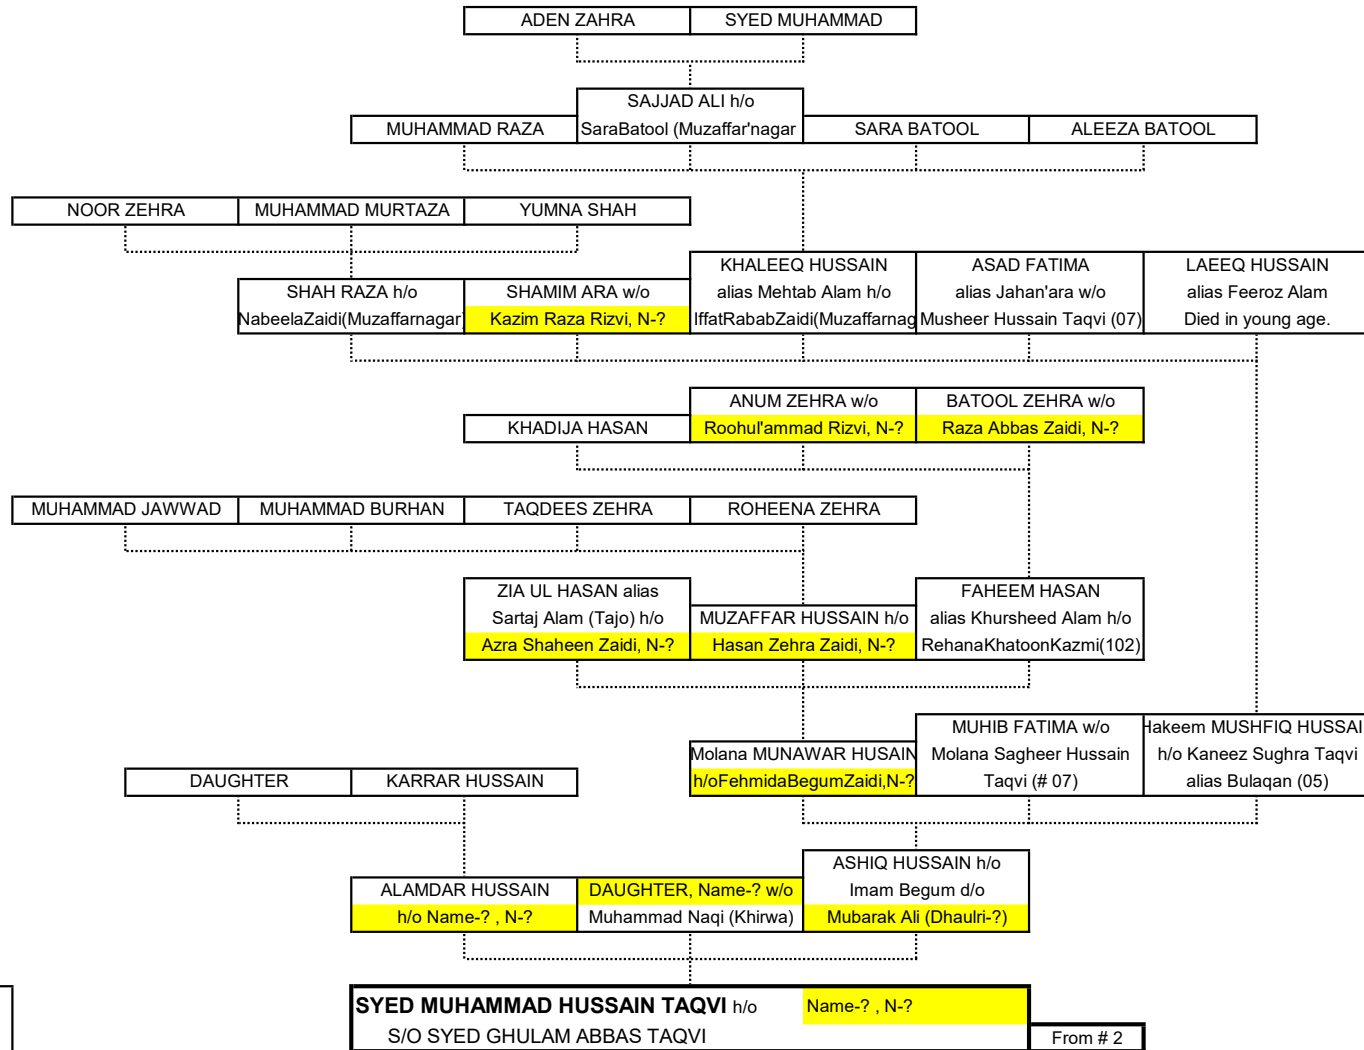 ADEN ZAHRA SYED MUHAMMAD
MUHAMMAD RAZA
SAJJAD ALI h/o
SaraBatool (Muzaffar'nagar
SARA BATOOL
ALEEZA BATOOL
NOOR ZEHRA MUHAMMAD MURTAZA YUMNA SHAH
SHAH RAZA h/o
NabeelaZaidi(Muzaffarnagar)
SHAMIM ARA w/o
Kazim Raza Rizvi, N-?
KHALEEQ HUSSAIN
alias Mehtab Alam h/o
IffatRababZaidi(Muzaffarnag
ASAD FATIMA
alias Jahan'ara w/o
Musheer Hussain Taqvi (07)
LAEEQ HUSSAIN
alias Feeroz Alam
Died in young age.
KHADIJA HASAN
ANUM ZEHRA w/o
Roohul'ammad Rizvi, N-?
BATOOL ZEHRA w/o
Raza Abbas Zaidi, N-?
MUHAMMAD JAWWAD MUHAMMAD BURHAN TAQDEES ZEHRA ROHEENA ZEHRA
ZIA UL HASAN alias
Sartaj Alam (Tajo) h/o
Azra Shaheen Zaidi, N-?
MUZAFFAR HUSSAIN h/o
Hasan Zehra Zaidi, N-?
FAHEEM HASAN
alias Khursheed Alam h/o
RehanaKhatoonKazmi(102)
DAUGHTER KARRAR HUSSAIN
Molana MUNAWAR HUSAIN
h/oFehmidaBegumZaidi,N-?
MUHIB FATIMA w/o
Molana Sagheer Hussain
Taqvi (# 07)
Hakeem MUSHFIQ HUSSAI
h/o Kaneez Sughra Taqvi
alias Bulaqan (05)
ALAMDAR HUSSAIN
h/o Name-? , N-?
DAUGHTER, Name-? w/o
Muhammad Naqi (Khirwa)
ASHIQ HUSSAIN h/o
Imam Begum d/o
Mubarak Ali (Dhaulri-?)
SYED MUHAMMAD HUSSAIN TAQVI h/o Name-? , N-?
S/O SYED GHULAM ABBAS TAQVI
From # 2